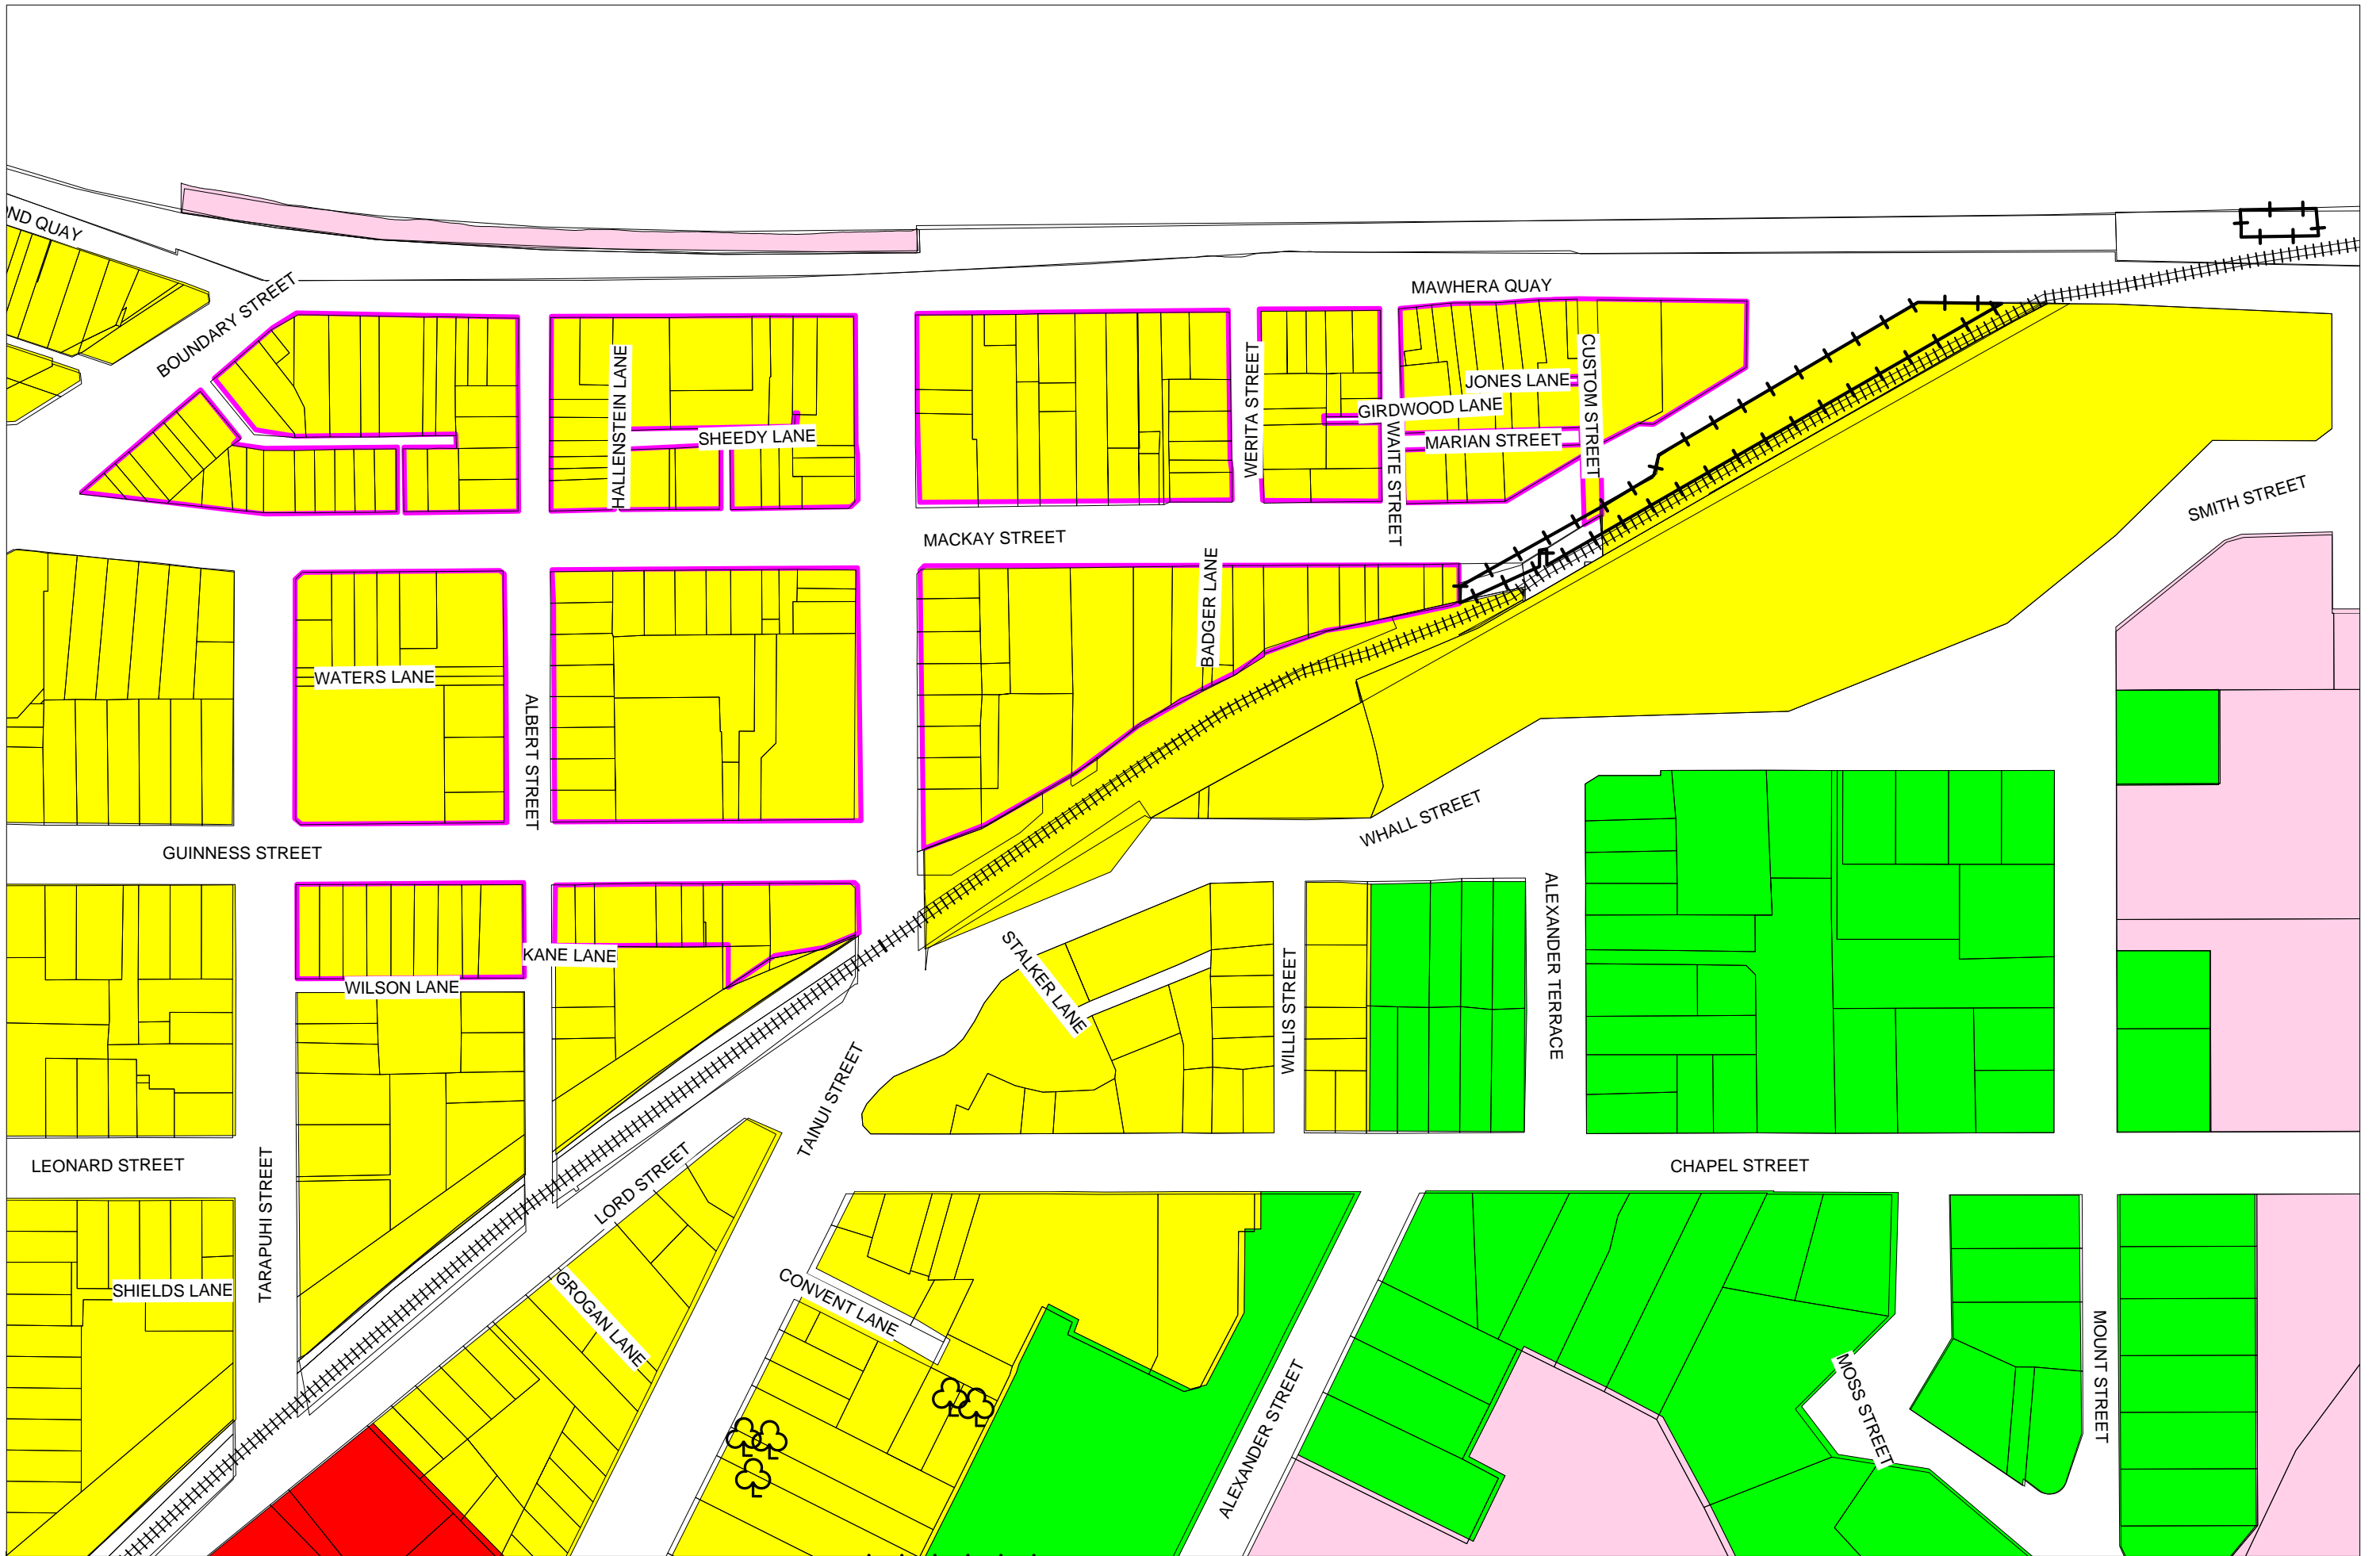 QUAY
BOUNDARY STREET
MAWHERA QUAY
HALLENSTEIN LANE
SHEEDY LANE
WERITA STREET
JONES LANE
GIRDWOOD LANE
MARIAN STREET
WAITE STREET
CUSTOM STREET
SMITH STREET
MACKAY STREET
BADGER LANE
WATERS LANE
ALBERT STREET
WHALL STREET
GUINNESS STREET
KANE LANE
WILSON LANE
STALKER LANE
WILLIS STREET
ALEXANDER TERRACE
TAINUI STREET
LEONARD STREET
TARAPUHI STREET
LORD STREET
CHAPEL STREET
SHIELDS LANE
GROGAN LANE
CONVENT LANE
ALEXANDER STREET
MOSS STREET
MOUNT STREET